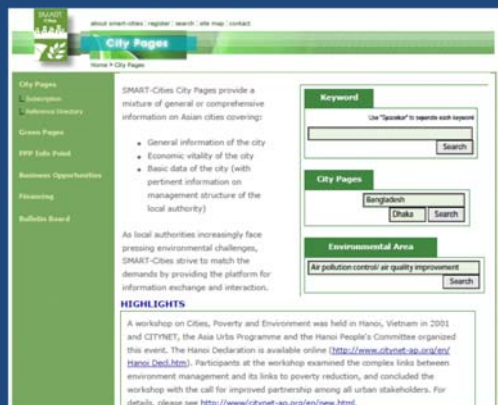 SMART
Cities
about smart-cities | register | search | site map | contact
City Pages
Home > City Pages
City Pages
Subscription
Reference Directory
Green Pages
PPP Info Point
Business Opportunities
Financing
Bulletin Board
SMART-Cities City Pages provide a
mixture of general or comprehensive
information on Asian cities covering:
General information of the city
Economic vitality of the city
Basic data of the city (with
pertinent information on
management structure of the
local authority)
As local authorities increasingly face
pressing environmental challenges,
SMART-Cities strive to match the
demands by providing the platform for
information exchange and interaction.
Keyword
Use "Spacebar" to seperate each keyword
Search
City Pages
Bangladesh
Dhaka Search
Environmental Area
Air pollution control/ air quality improvement
Search
HIGHLIGHTS
A workshop on Cities, Poverty and Environment was held in Hanoi, Vietnam in 2001
and CITYNET, the Asia Urbs Programme and the Hanoi People's Committee organized
this event. The Hanoi Declaration is available online (http://www.citynet-ap.org/en/
Hanoi Decl.htm). Participants at the workshop examined the complex links between
environment management and its links to poverty reduction, and concluded the
workshop with the call for improved partnership among all urban stakeholders. For
details, please see http://www/citynet-ap.org/en/new.html.